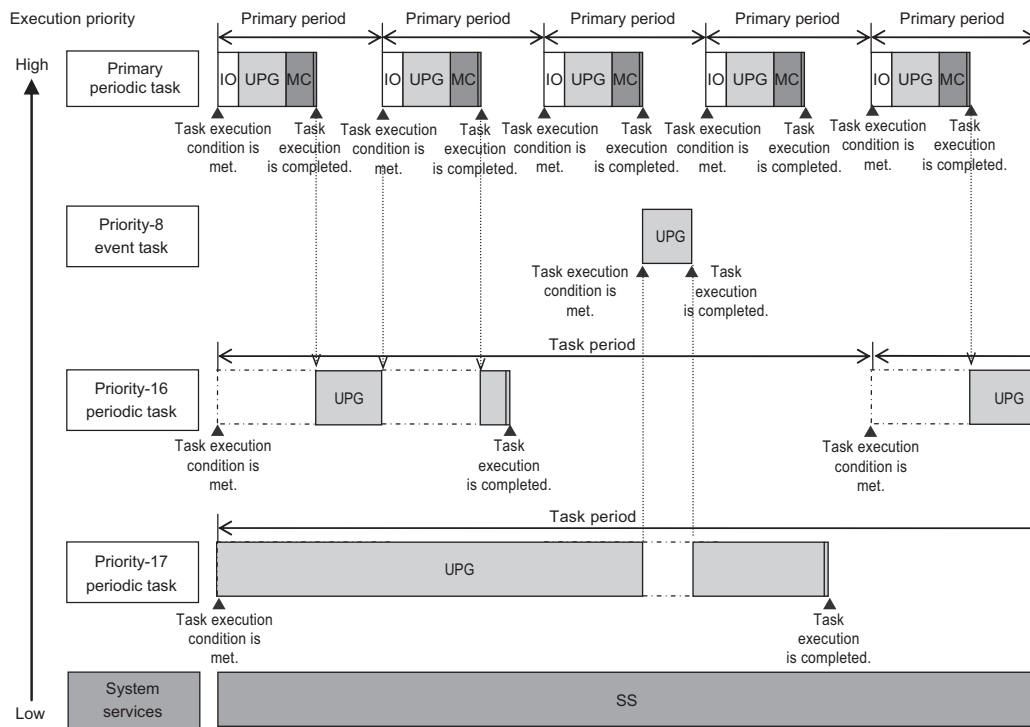 Execution priority
Primary period Primary period Primary period Primary period Primary period
High
Primary
periodic task
IO UPG MC IO UPG MC IO UPG MC IO UPG MC IO UPG MC
Task execution Task Task execution Task Task execution Task Task execution Task Task execution Task
condition is execution condition is execution condition is execution condition is execution condition is execution
met. is completed. met. is completed. met. is completed. met. is completed. met. is completed.
Priority-8
event task
UPG
Task execution Task
condition is execution
met. is completed.
Task period
Priority-16
periodic task
UPG UPG
Task execution Task Task execution
condition is execution condition is
met. is completed. met.
Task period
Priority-17
periodic task
UPG
Task execution Task
condition is execution
met. is completed.
System
services
SS
Low